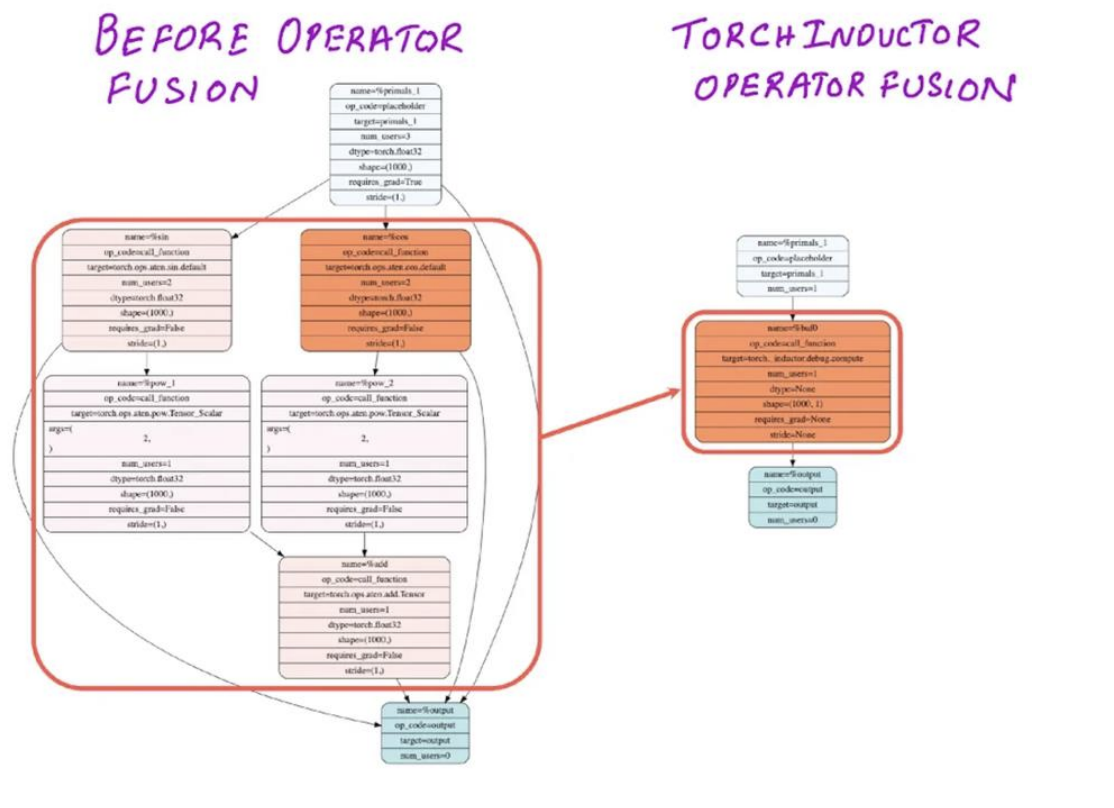 BEFORE OPERATOR
FUSION
TORCHINDUCTOR
OPERATOR FUSION
name=%primals_1
op_code=placeholder
target=primals_1
num_users=3
dtype=torch.float32
shape=(1000,)
requires_grad=True
stride=(1,)
name=%sin
op_code=call_function
target=torch.ops.aten.sin.default
num_users=2
dtype=torch.float32
shape=(1000,)
requires_grad=False
stride=(1,)
name=%cos
op_code=call_function
target=torch.ops.aten.cos.default
num_users=2
dtype=torch.float32
shape=(1000,)
requires_grad=False
stride=(1,)
name=%pow_1
op_code=call_function
target=torch.ops.aten.pow.Tensor_Scalar
args=(
2,
)
num_users=1
dtype=torch.float32
shape=(1000,)
requires_grad=False
stride=(1,)
name=%pow_2
op_code=call_function
target=torch.ops.aten.pow.Tensor_Scalar
args=(
2,
)
num_users=1
dtype=torch.float32
shape=(1000,)
requires_grad=False
stride=(1,)
name=%add
op_code=call_function
target=torch.ops.aten.add.Tensor
num_users=1
dtype=torch.float32
shape=(1000,)
requires_grad=False
stride=(1,)
name=%output
op_code=output
target=output
num_users=0
name=%primals_1
op_code=placeholder
target=primals_1
num_users=1
name=%buf0
op_code=call_function
target=torch._inductor.debug.compute
num_users=1
dtype=None
shape=(1000, 1)
requires_grad=None
stride=None
name=%output
op_code=output
target=output
num_users=0